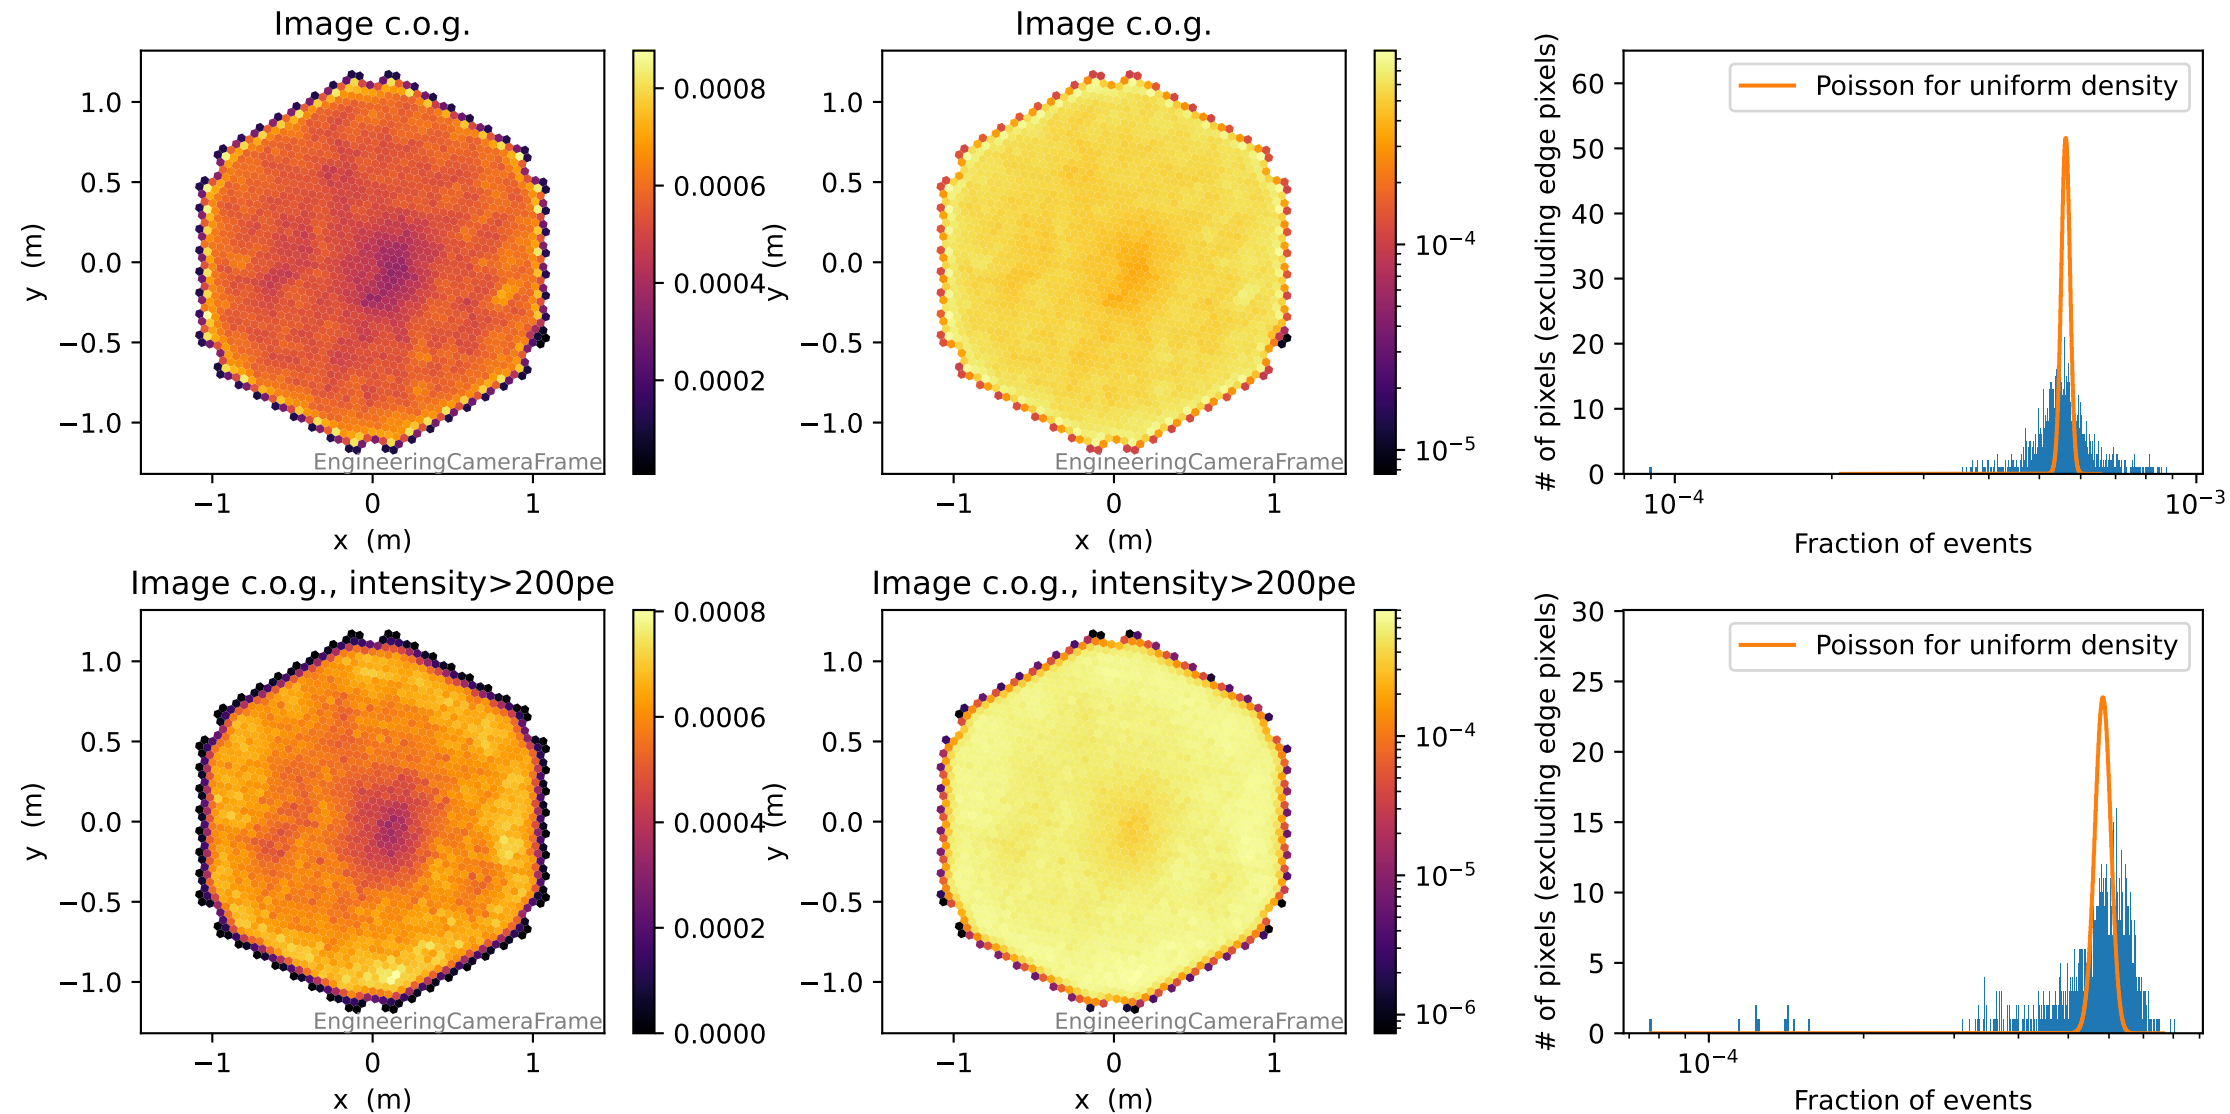 Image c.o.g.
1.0
0.5
0.0
−0.5
−1.0
y (m)
−1
0
1
x (m)
EngineeringCameraFrame
0.0008
0.0006
0.0004
0.0002
Image c.o.g.
1.0
0.5
0.0
−0.5
−1.0
y (m)
−1
0
1
x (m)
EngineeringCameraFrame
10⁻⁴
10⁻⁵
60
50
40
30
20
10
0
# of pixels (excluding edge pixels)
Poisson for uniform density
10⁻⁴
10⁻³
Fraction of events
Image c.o.g., intensity>200pe
1.0
0.5
0.0
−0.5
−1.0
y (m)
−1
0
1
x (m)
EngineeringCameraFrame
0.0008
0.0006
0.0004
0.0002
0.0000
Image c.o.g., intensity>200pe
1.0
0.5
0.0
−0.5
−1.0
y (m)
−1
0
1
x (m)
EngineeringCameraFrame
10⁻⁴
10⁻⁵
10⁻⁶
30
25
20
15
10
5
0
# of pixels (excluding edge pixels)
Poisson for uniform density
10⁻⁴
Fraction of events